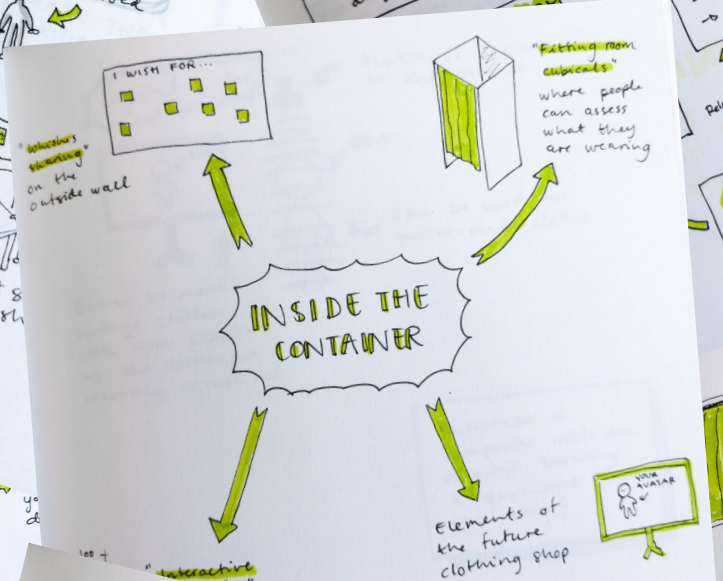 I WISH FOR...
"Wishes
sharing"
on the
outside wall
"Fitting room
cubicals"
where people
can assess
what they
are wearing
INSIDE THE
CONTAINER
Elements of
the future
clothing shop
YOUR
AVATAR
"Interactive